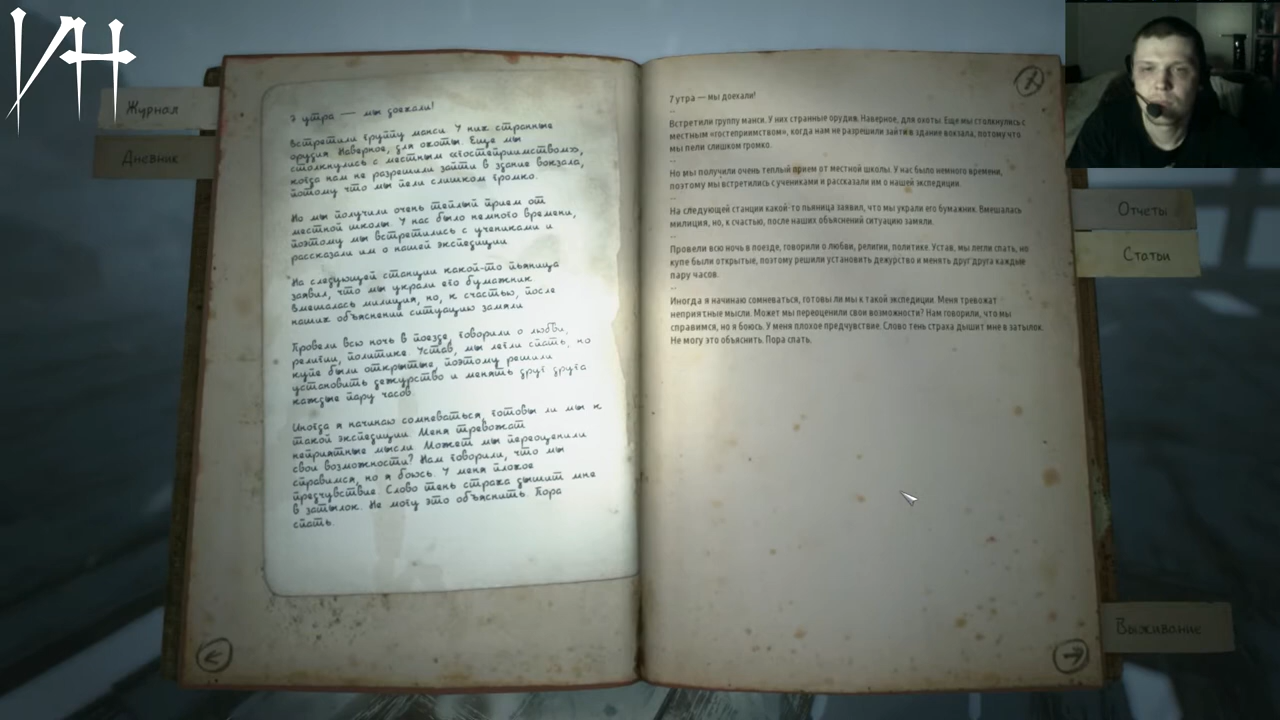 ИН
Журнал
Дневник
7 утра — мы доехали!
Встретили группу манси. У них странные
орудия. Наверное, для охоты. Еще мы
столкнулись с местным «гостеприимством»,
когда нам не разрешили зайти в здание вокзала,
потому что мы пели слишком громко.
Но мы получили очень теплый прием от
местной школы. У нас было немного времени,
поэтому мы встретились с учениками и
рассказали им о нашей экспедиции
На следующей станции какой-то пьяница
заявил, что мы украли его бумажник.
Вмешалась милиция, но, к счастью, после
наших объяснений ситуацию замяли
Провели всю ночь в поезде, говорили о любви,
религии, политике. Устав, мы легли спать, но
купе были открытые, поэтому решили
установить дежурство и менять друг друга
каждые пару часов.
Иногда я начинаю сомневаться, готовы ли мы к
такой экспедиции. Меня тревожат
неприятные мысли. Может мы переоценили
свои возможности? Нам говорили, что мы
справимся, но я боюсь. У меня плохое
предчувствие. Слово тень страха дышит мне
в затылок. Не могу это объяснить. Пора
спать.
7 утра — мы доехали!
--
Встретили группу манси. У них странные орудия. Наверное, для охоты. Еще мы столкнулись с
местным «гостеприимством», когда нам не разрешили зайти в здание вокзала, потому что
мы пели слишком громко.
--
Но мы получили очень теплый прием от местной школы. У нас было немного времени,
поэтому мы встретились с учениками и рассказали им о нашей экспедиции.
--
На следующей станции какой-то пьяница заявил, что мы украли его бумажник. Вмешалась
милиция, но, к счастью, после наших объяснений ситуацию замяли.
--
Провели всю ночь в поезде, говорили о любви, религии, политике. Устав, мы легли спать, но
купе были открытые, поэтому решили установить дежурство и менять друг друга каждые
пару часов.
--
Иногда я начинаю сомневаться, готовы ли мы к такой экспедиции. Меня тревожат
неприятные мысли. Может мы переоценили свои возможности? Нам говорили, что мы
справимся, но я боюсь. У меня плохое предчувствие. Слово тень страха дышит мне в затылок.
Не могу это объяснить. Пора спать.
Отчеты
Статьи
Выживание